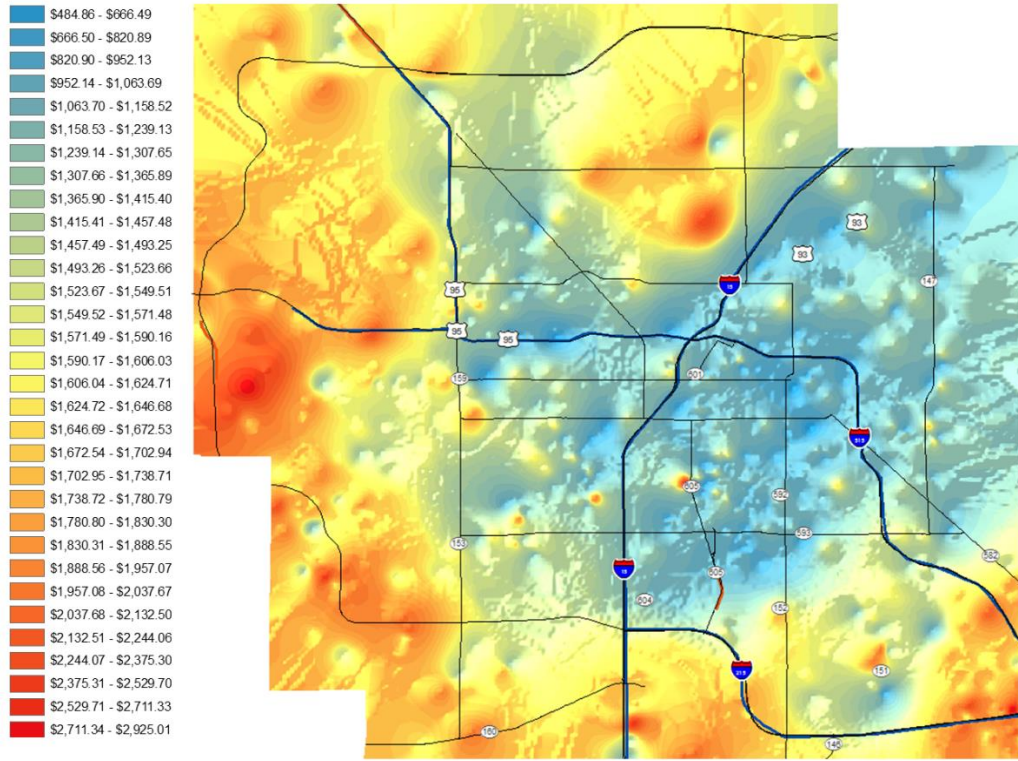 $484.86 - $666.49
$666.50 - $820.89
$820.90 - $952.13
$952.14 - $1,063.69
$1,063.70 - $1,158.52
$1,158.53 - $1,239.13
$1,239.14 - $1,307.65
$1,307.66 - $1,365.89
$1,365.90 - $1,415.40
$1,415.41 - $1,457.48
$1,457.49 - $1,493.25
$1,493.26 - $1,523.66
$1,523.67 - $1,549.51
$1,549.52 - $1,571.48
$1,571.49 - $1,590.16
$1,590.17 - $1,606.03
$1,606.04 - $1,624.71
$1,624.72 - $1,646.68
$1,646.69 - $1,672.53
$1,672.54 - $1,702.94
$1,702.95 - $1,738.71
$1,738.72 - $1,780.79
$1,780.80 - $1,830.30
$1,830.31 - $1,888.55
$1,888.56 - $1,957.07
$1,957.08 - $2,037.67
$2,037.68 - $2,132.50
$2,132.51 - $2,244.06
$2,244.07 - $2,375.30
$2,375.31 - $2,529.70
$2,529.71 - $2,711.33
$2,711.34 - $2,925.01
93
93
147
15
95
95
95
601
159
515
605
592
593
153
582
15
605
604
152
151
215
160
146